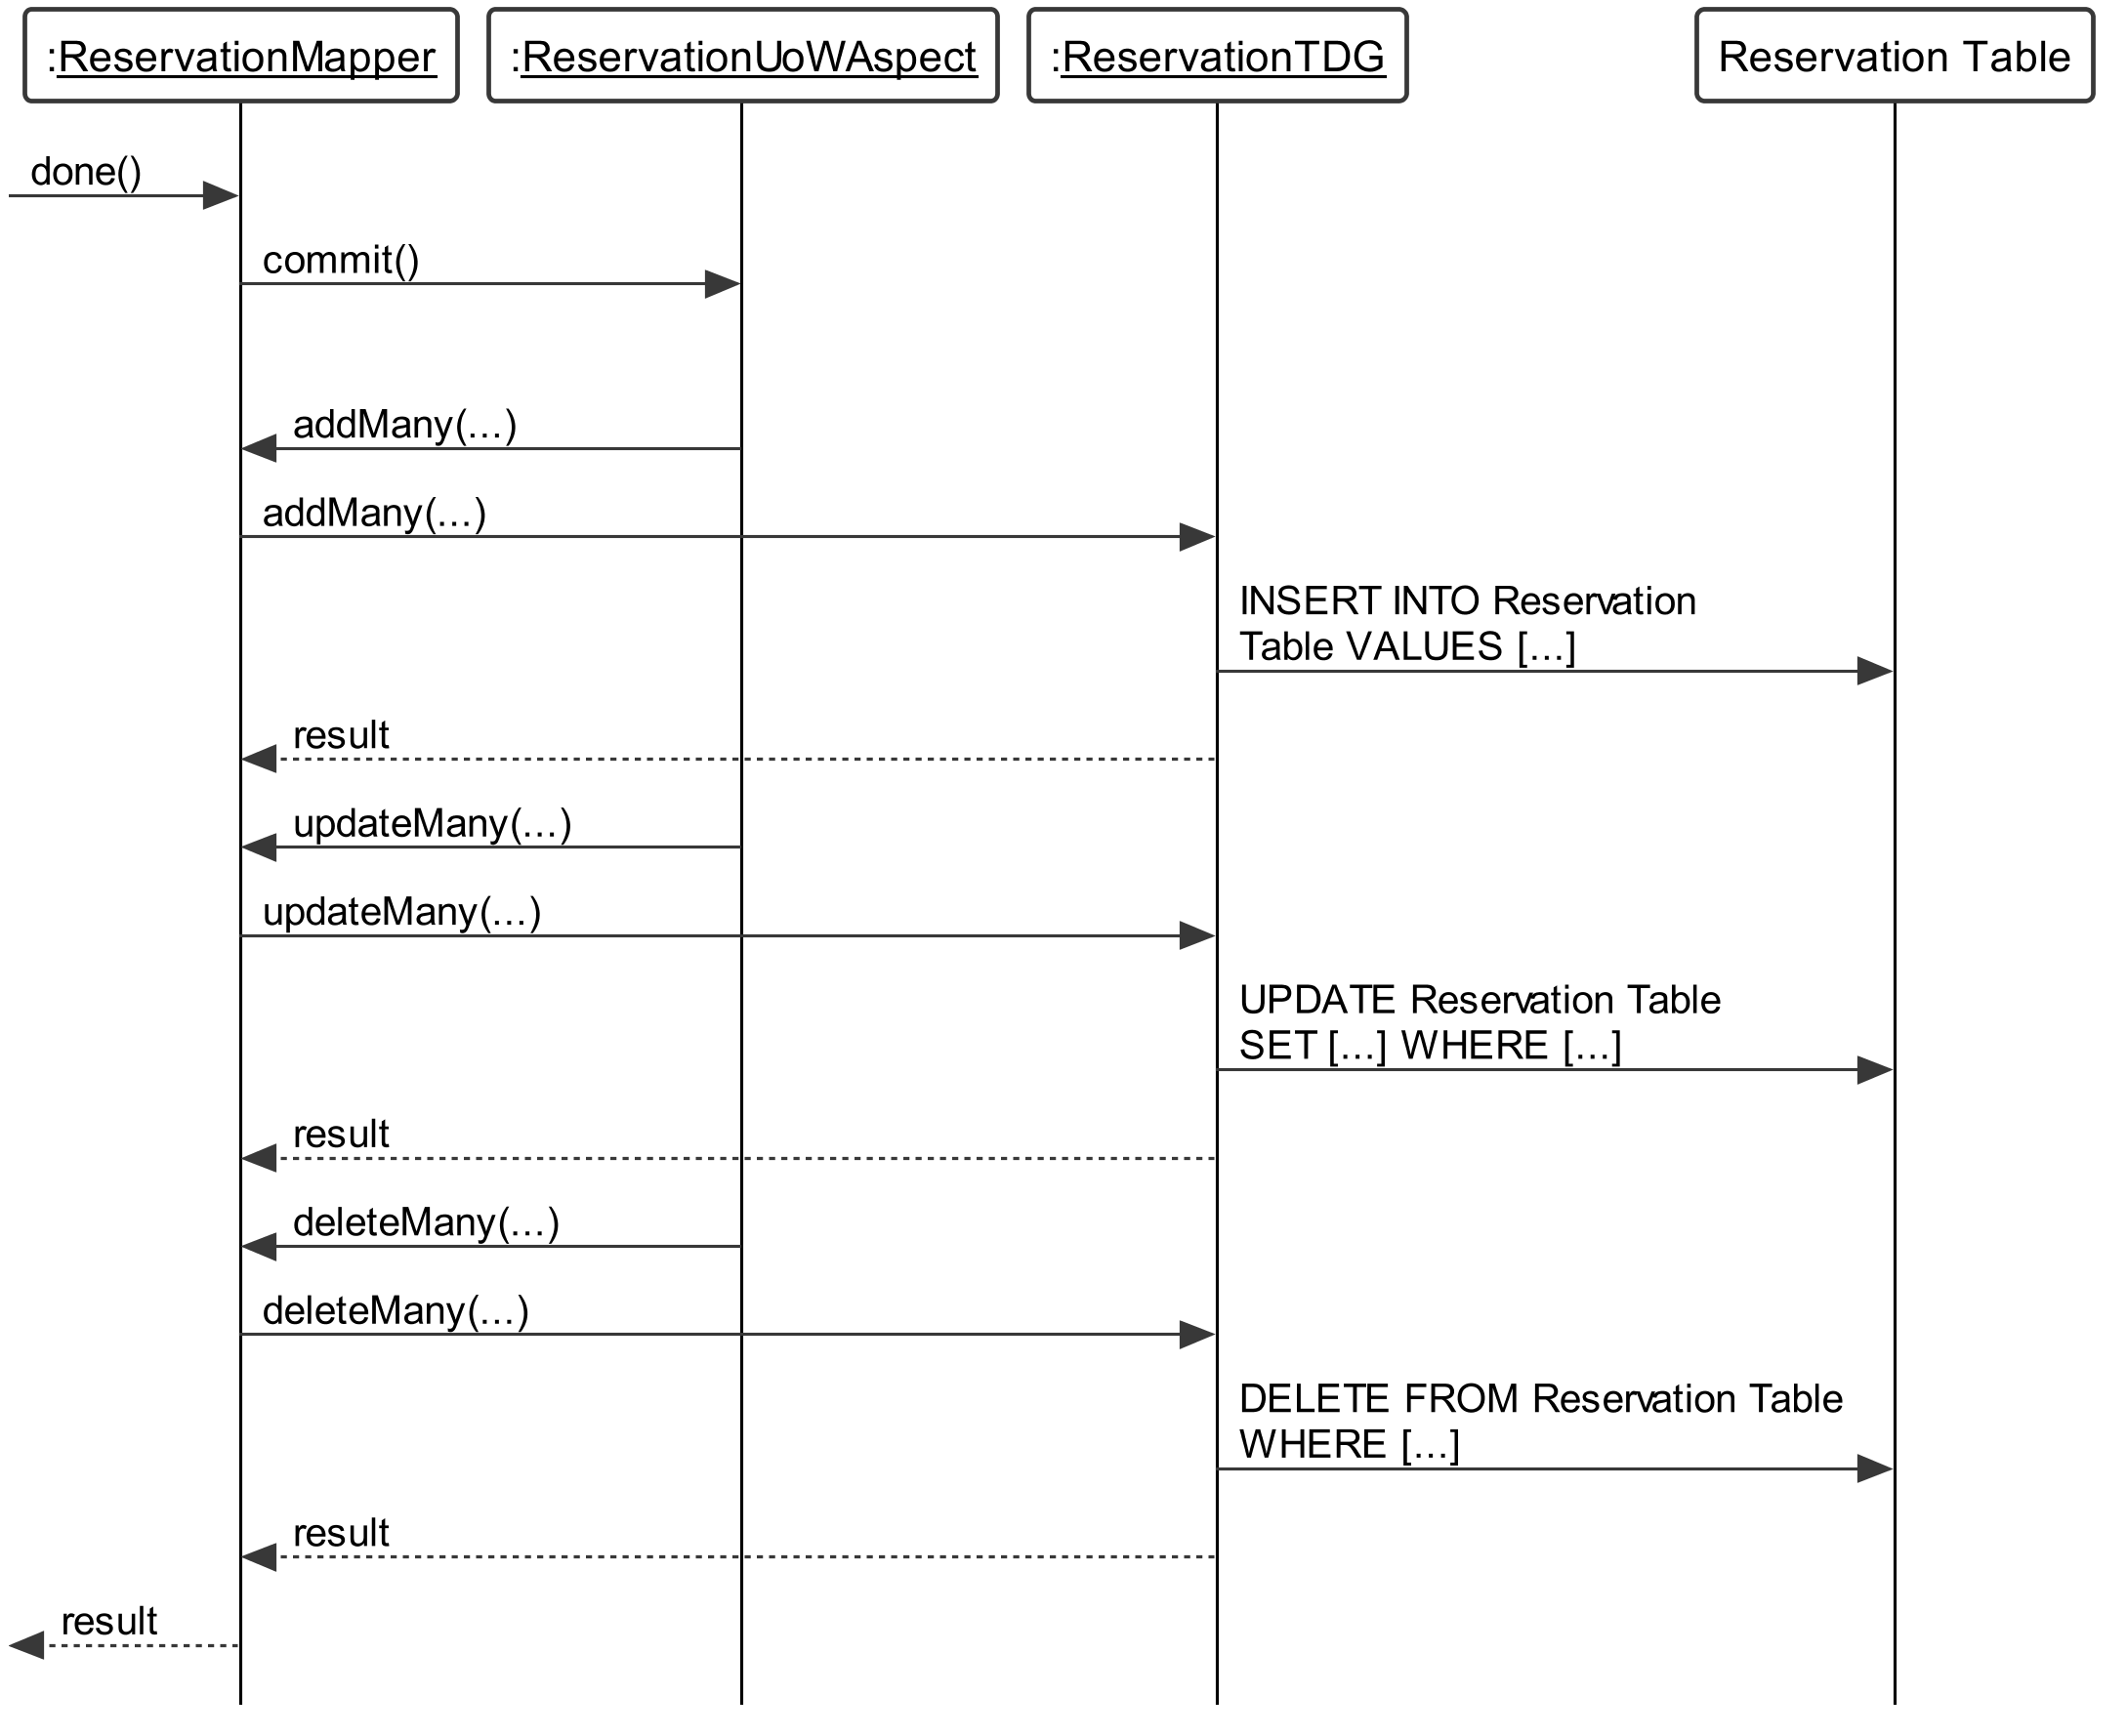 :ReservationMapper
:ReservationUoWAspect
:ReservationTDG
Reservation Table
done()
commit()
addMany(...)
addMany(...)
INSERT INTO Reservation
Table VALUES [...]
result
updateMany(...)
updateMany(...)
UPDATE Reservation Table
SET [...] WHERE [...]
result
deleteMany(...)
deleteMany(...)
DELETE FROM Reservation Table
WHERE [...]
result
result